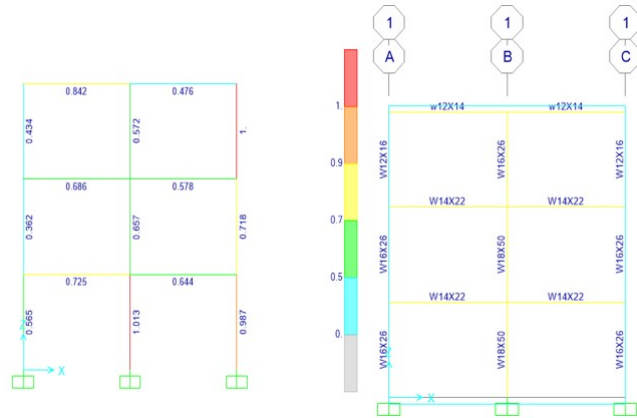 1 1 1
A B C
0.842 0.476
0.434 0.572 1.
0.686 0.578
0.362 0.657 0.718
0.725 0.644
0.565 1.013 0.987
X
1.
0.9
0.7
0.5
0.
w12X14 w12X14
W12X16 W16X26 W12X16
W14X22 W14X22
W16X26 W18X50 W16X26
W14X22 W14X22
W16X26 W18X50 W16X26
X